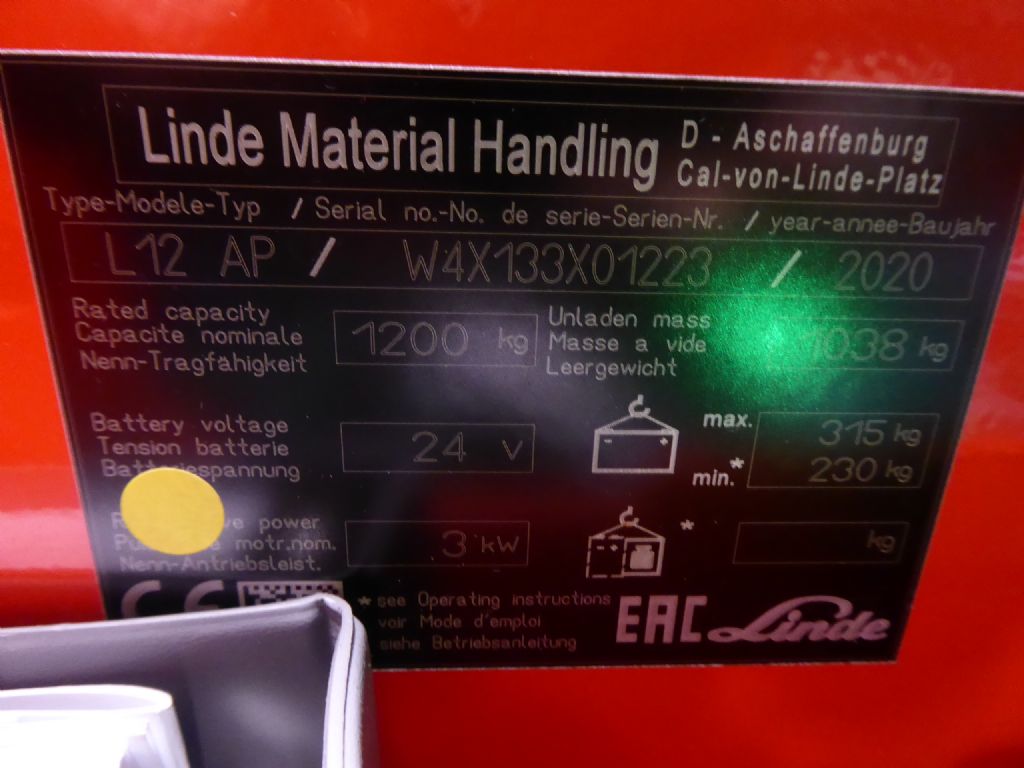 Linde Material Handling
D - Aschaffenburg
Cal-von-Linde-Platz
Type-Modele-Typ / Serial no.-No. de serie-Serien-Nr. / year-annee-Baujahr
L12 AP / W4X133X01223 / 2020
Rated capacity
Capacite nominale
Nenn-Tragfähigkeit
1200 kg
Unladen mass
Masse a vide
Leergewicht
1038 kg
Battery voltage
Tension batterie
Batteriespannung
24 V
max. 315 kg
min.* 230 kg
power
motr.nom.
Nenn-Antriebsleist.
3 kW
* kg
CE
* see Operating instructions
voir Mode d'emploi
siehe Betriebsanleitung
EAC Linde